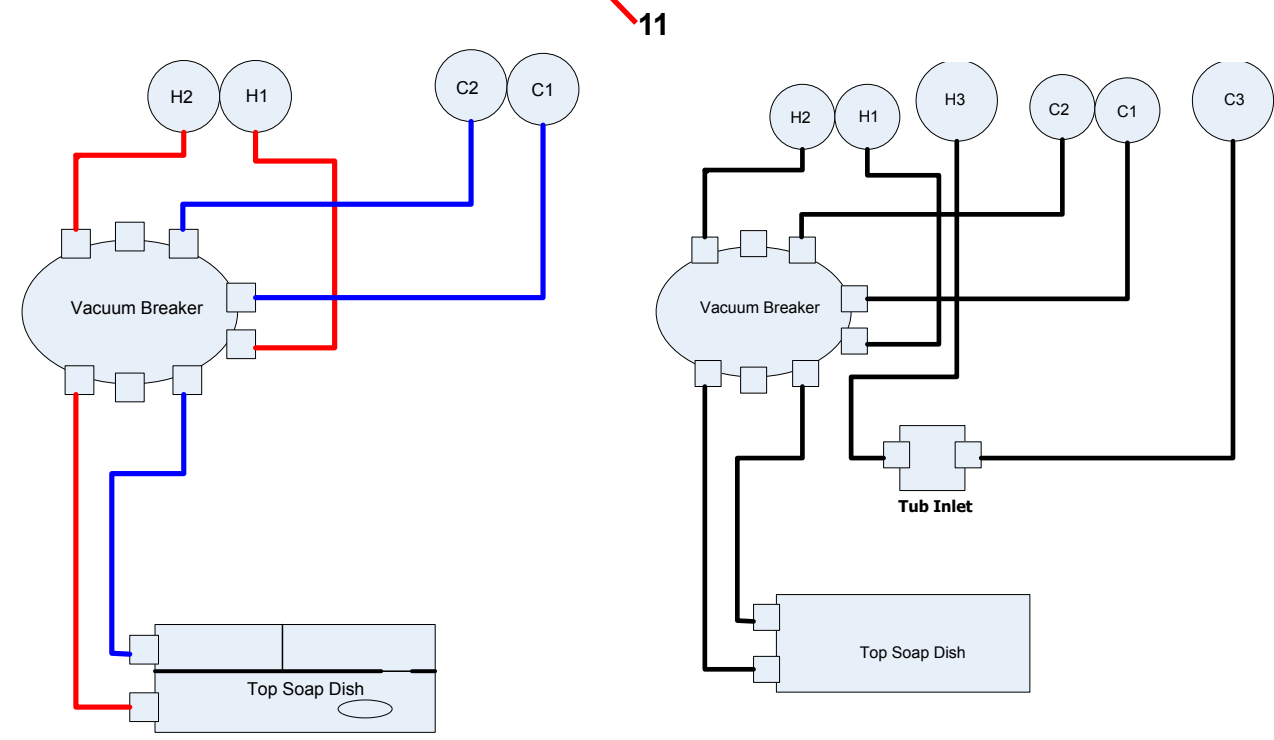 11
H2 H1 C2 C1
Vacuum Breaker
Top Soap Dish
H2 H1 H3 C2 C1 C3
Vacuum Breaker
Tub Inlet
Top Soap Dish